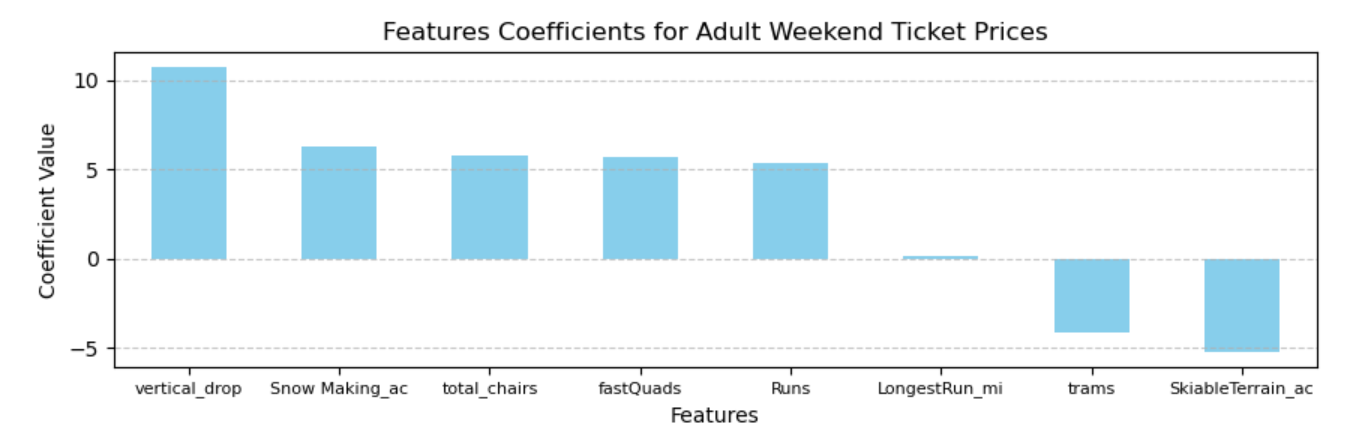 Features Coefficients for Adult Weekend Ticket Prices
Coefficient Value
10
5
0
−5
vertical_drop Snow Making_ac total_chairs fastQuads Runs LongestRun_mi trams SkiableTerrain_ac
Features